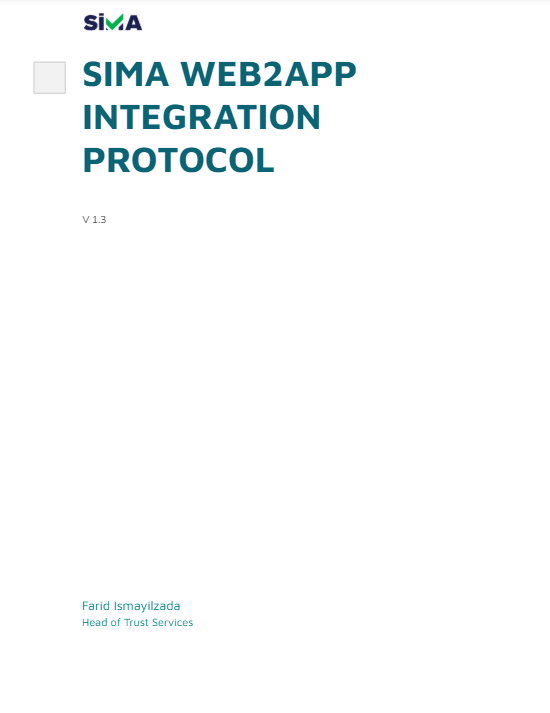 SiMA
SIMA WEB2APP
INTEGRATION
PROTOCOL
V 1.3
Farid Ismayilzada
Head of Trust Services